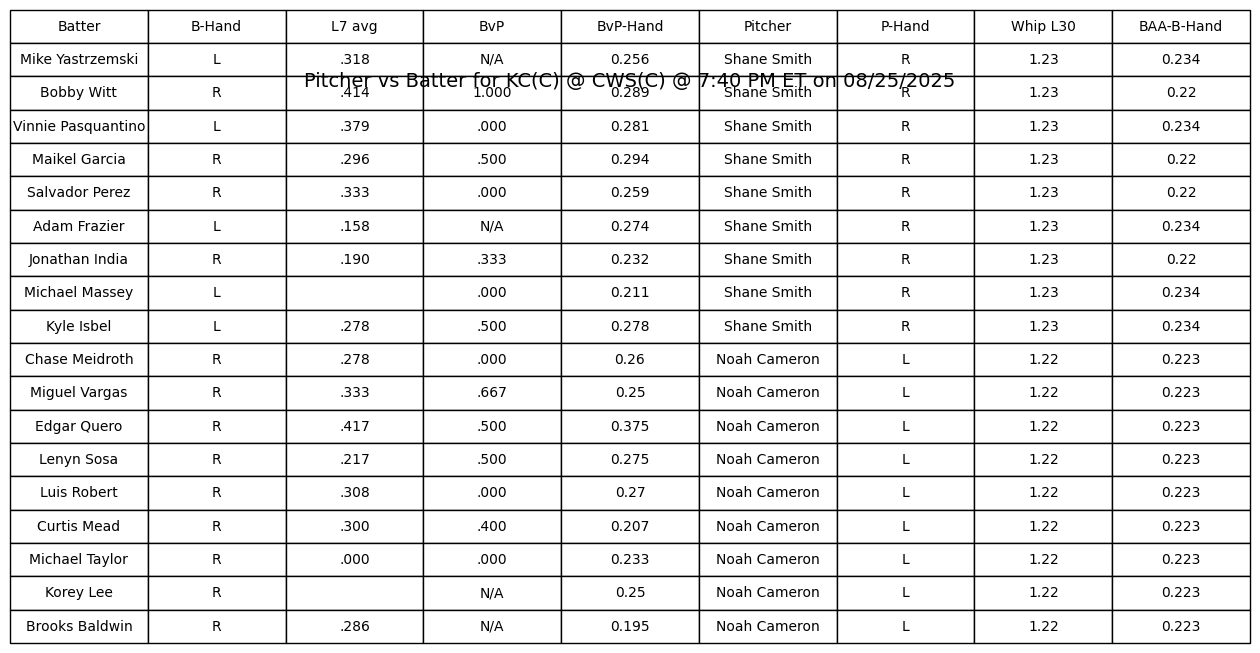 Batter B-Hand L7 avg BvP BvP-Hand Pitcher P-Hand Whip L30 BAA-B-Hand
Mike Yastrzemski L .318 N/A 0.256 Shane Smith R 1.23 0.234
Pitcher vs Batter for KC(C) @ CWS(C) @ 7:40 PM ET on 08/25/2025
Bobby Witt R .414 1.000 0.289 Shane Smith R 1.23 0.22
Vinnie Pasquantino L .379 .000 0.281 Shane Smith R 1.23 0.234
Maikel Garcia R .296 .500 0.294 Shane Smith R 1.23 0.22
Salvador Perez R .333 .000 0.259 Shane Smith R 1.23 0.22
Adam Frazier L .158 N/A 0.274 Shane Smith R 1.23 0.234
Jonathan India R .190 .333 0.232 Shane Smith R 1.23 0.22
Michael Massey L .000 0.211 Shane Smith R 1.23 0.234
Kyle Isbel L .278 .500 0.278 Shane Smith R 1.23 0.234
Chase Meidroth R .278 .000 0.26 Noah Cameron L 1.22 0.223
Miguel Vargas R .333 .667 0.25 Noah Cameron L 1.22 0.223
Edgar Quero R .417 .500 0.375 Noah Cameron L 1.22 0.223
Lenyn Sosa R .217 .500 0.275 Noah Cameron L 1.22 0.223
Luis Robert R .308 .000 0.27 Noah Cameron L 1.22 0.223
Curtis Mead R .300 .400 0.207 Noah Cameron L 1.22 0.223
Michael Taylor R .000 .000 0.233 Noah Cameron L 1.22 0.223
Korey Lee R N/A 0.25 Noah Cameron L 1.22 0.223
Brooks Baldwin R .286 N/A 0.195 Noah Cameron L 1.22 0.223